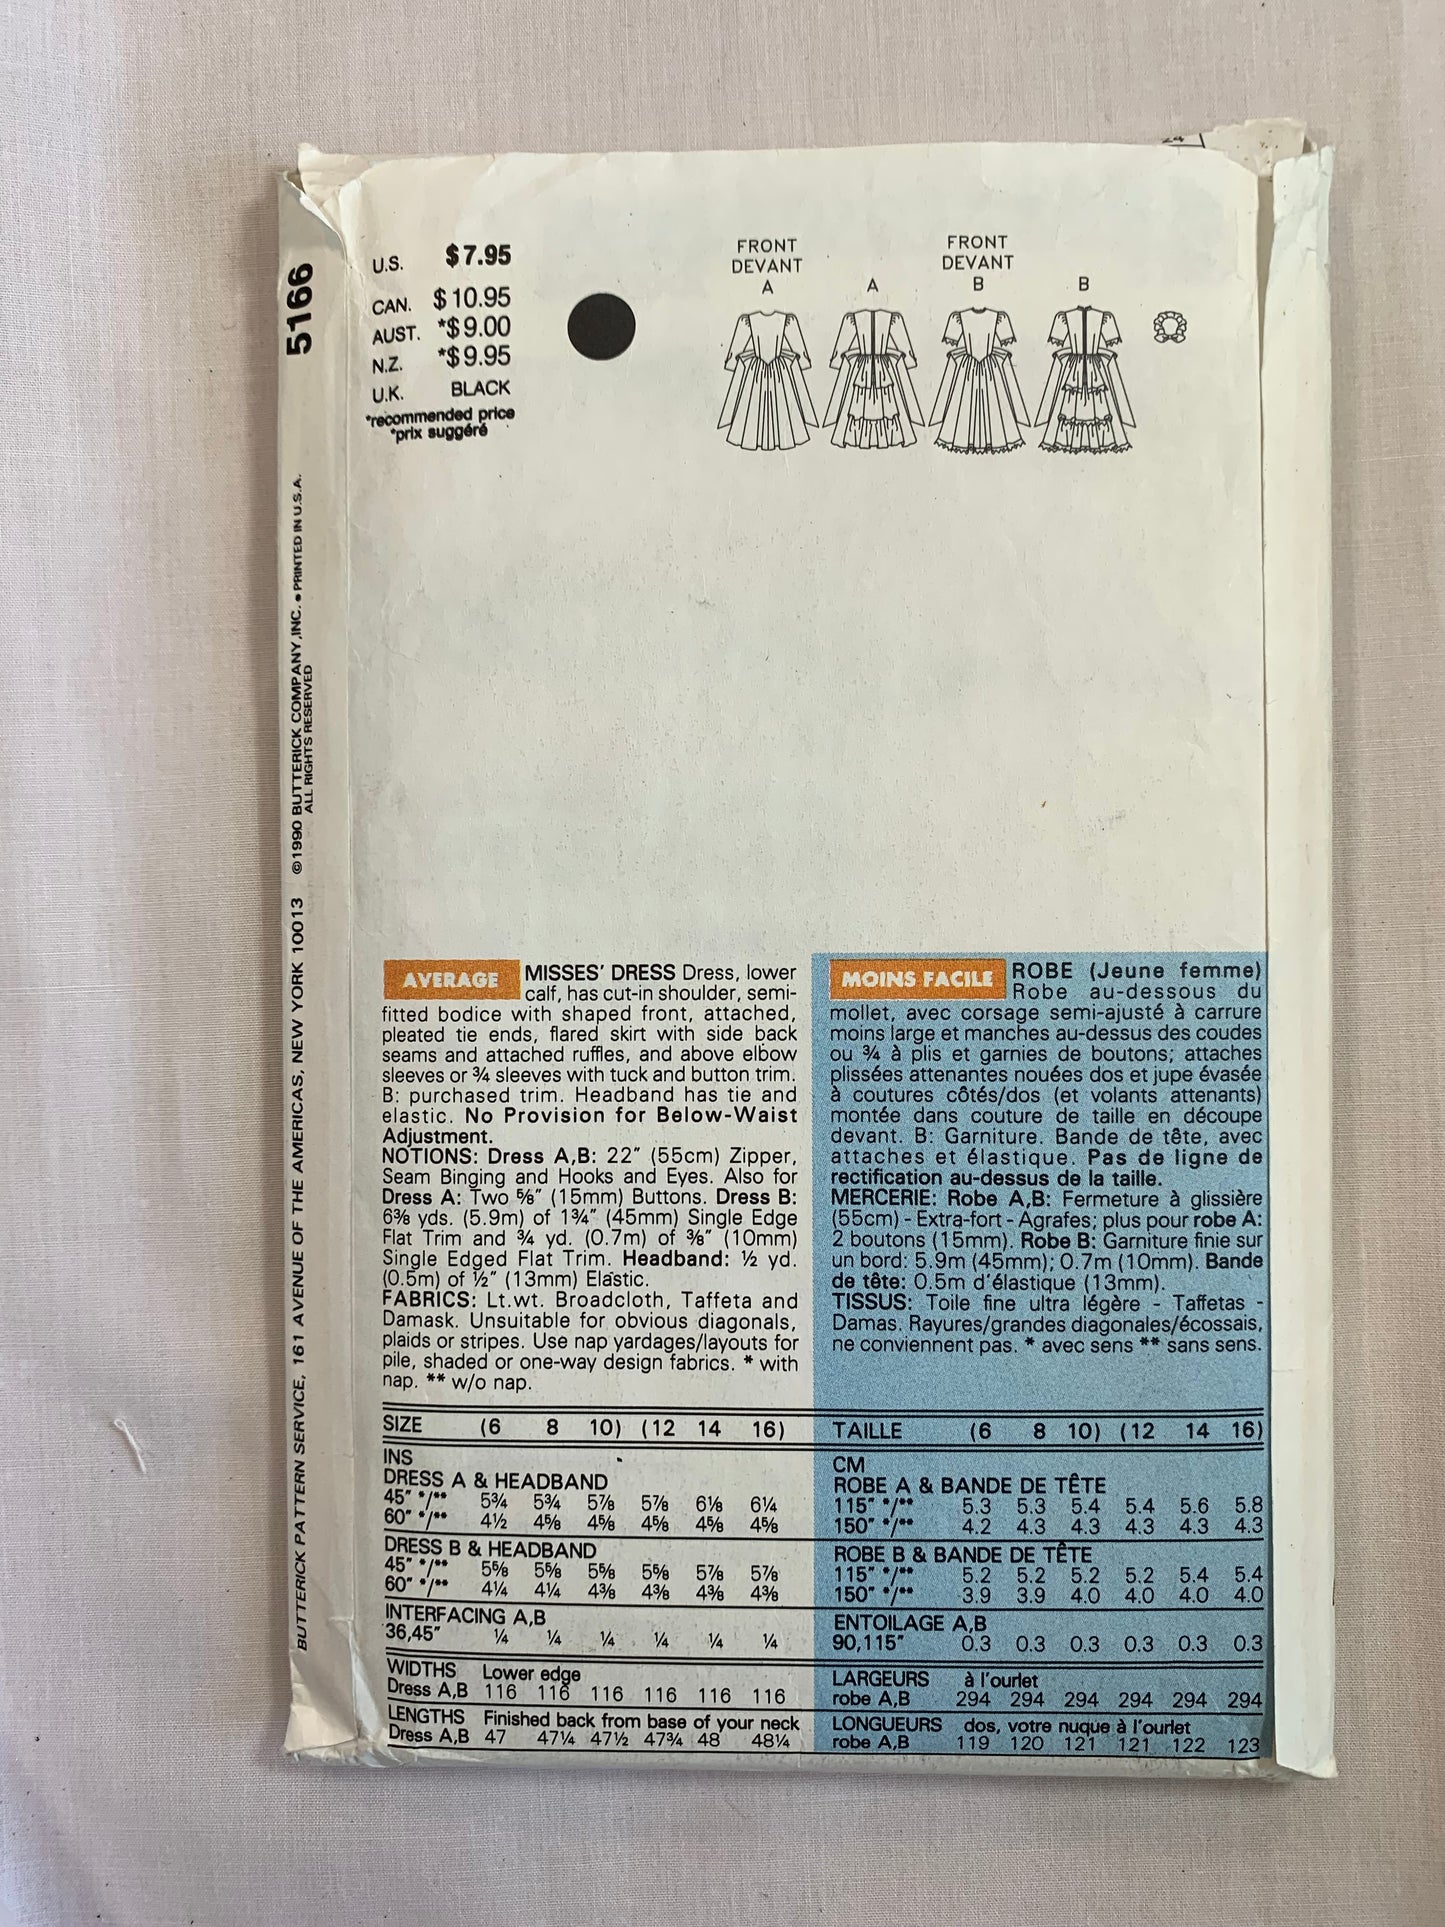 5166
BUTTERICK PATTERN SERVICE, 161 AVENUE OF THE AMERICAS, NEW YORK 10013 ©1990 BUTTERICK COMPANY, INC. • PRINTED IN U.S.A.
ALL RIGHTS RESERVED
24
U.S. $7.95
CAN. $10.95
AUST. *$9.00
N.Z. *$9.95
U.K. BLACK
*recommended price
*prix suggéré
FRONT
DEVANT
A
A
FRONT
DEVANT
B
B
AVERAGE MISSES' DRESS Dress, lower
calf, has cut-in shoulder, semi-
fitted bodice with shaped front, attached,
pleated tie ends, flared skirt with side back
seams and attached ruffles, and above elbow
sleeves or ¾ sleeves with tuck and button trim.
B: purchased trim. Headband has tie and
elastic. No Provision for Below-Waist
Adjustment.
NOTIONS: Dress A,B: 22" (55cm) Zipper,
Seam Binging and Hooks and Eyes. Also for
Dress A: Two ⅝" (15mm) Buttons. Dress B:
6⅜ yds. (5.9m) of 1¾" (45mm) Single Edge
Flat Trim and ¾ yd. (0.7m) of ⅜" (10mm)
Single Edged Flat Trim. Headband: ½ yd.
(0.5m) of ½" (13mm) Elastic.
FABRICS: Lt.wt. Broadcloth, Taffeta and
Damask. Unsuitable for obvious diagonals,
plaids or stripes. Use nap yardages/layouts for
pile, shaded or one-way design fabrics. * with
nap. ** w/o nap.
SIZE (6 8 10) (12 14 16)
INS
DRESS A & HEADBAND
45" */** 5¾ 5¾ 5⅞ 5⅞ 6⅛ 6¼
60" */** 4½ 4⅝ 4⅝ 4⅝ 4⅝ 4⅝
DRESS B & HEADBAND
45" */** 5⅝ 5⅝ 5⅝ 5⅝ 5⅞ 5⅞
60" */** 4¼ 4¼ 4⅜ 4⅜ 4⅜ 4⅜
INTERFACING A,B
36,45" ¼ ¼ ¼ ¼ ¼ ¼
WIDTHS Lower edge
Dress A,B 116 116 116 116 116 116
LENGTHS Finished back from base of your neck
Dress A,B 47 47¼ 47½ 47¾ 48 48¼
MOINS FACILE ROBE (Jeune femme)
Robe au-dessous du
mollet, avec corsage semi-ajusté à carrure
moins large et manches au-dessus des coudes
ou ¾ à plis et garnies de boutons; attaches
plissées attenantes nouées dos et jupe évasée
à coutures côtés/dos (et volants attenants)
montée dans couture de taille en découpe
devant. B: Garniture. Bande de tête, avec
attaches et élastique. Pas de ligne de
rectification au-dessus de la taille.
MERCERIE: Robe A,B: Fermeture à glissière
(55cm) - Extra-fort - Agrafes; plus pour robe A:
2 boutons (15mm). Robe B: Garniture finie sur
un bord: 5.9m (45mm); 0.7m (10mm). Bande
de tête: 0.5m d'élastique (13mm).
TISSUS: Toile fine ultra légère - Taffetas -
Damas. Rayures/grandes diagonales/écossais,
ne conviennent pas. * avec sens ** sans sens.
TAILLE (6 8 10) (12 14 16)
CM
ROBE A & BANDE DE TÊTE
115" */** 5.3 5.3 5.4 5.4 5.6 5.8
150" */** 4.2 4.3 4.3 4.3 4.3 4.3
ROBE B & BANDE DE TÊTE
115" */** 5.2 5.2 5.2 5.2 5.4 5.4
150" */** 3.9 3.9 4.0 4.0 4.0 4.0
ENTOILAGE A,B
90,115" 0.3 0.3 0.3 0.3 0.3 0.3
LARGEURS à l'ourlet
robe A,B 294 294 294 294 294 294
LONGUEURS dos, votre nuque à l'ourlet
robe A,B 119 120 121 121 122 123